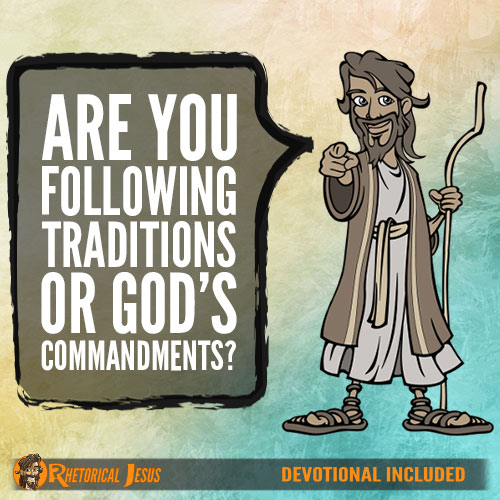 ARE YOU
FOLLOWING
TRADITIONS
OR GOD'S
COMMANDMENTS?
RHETORICAL JESUS
DEVOTIONAL INCLUDED